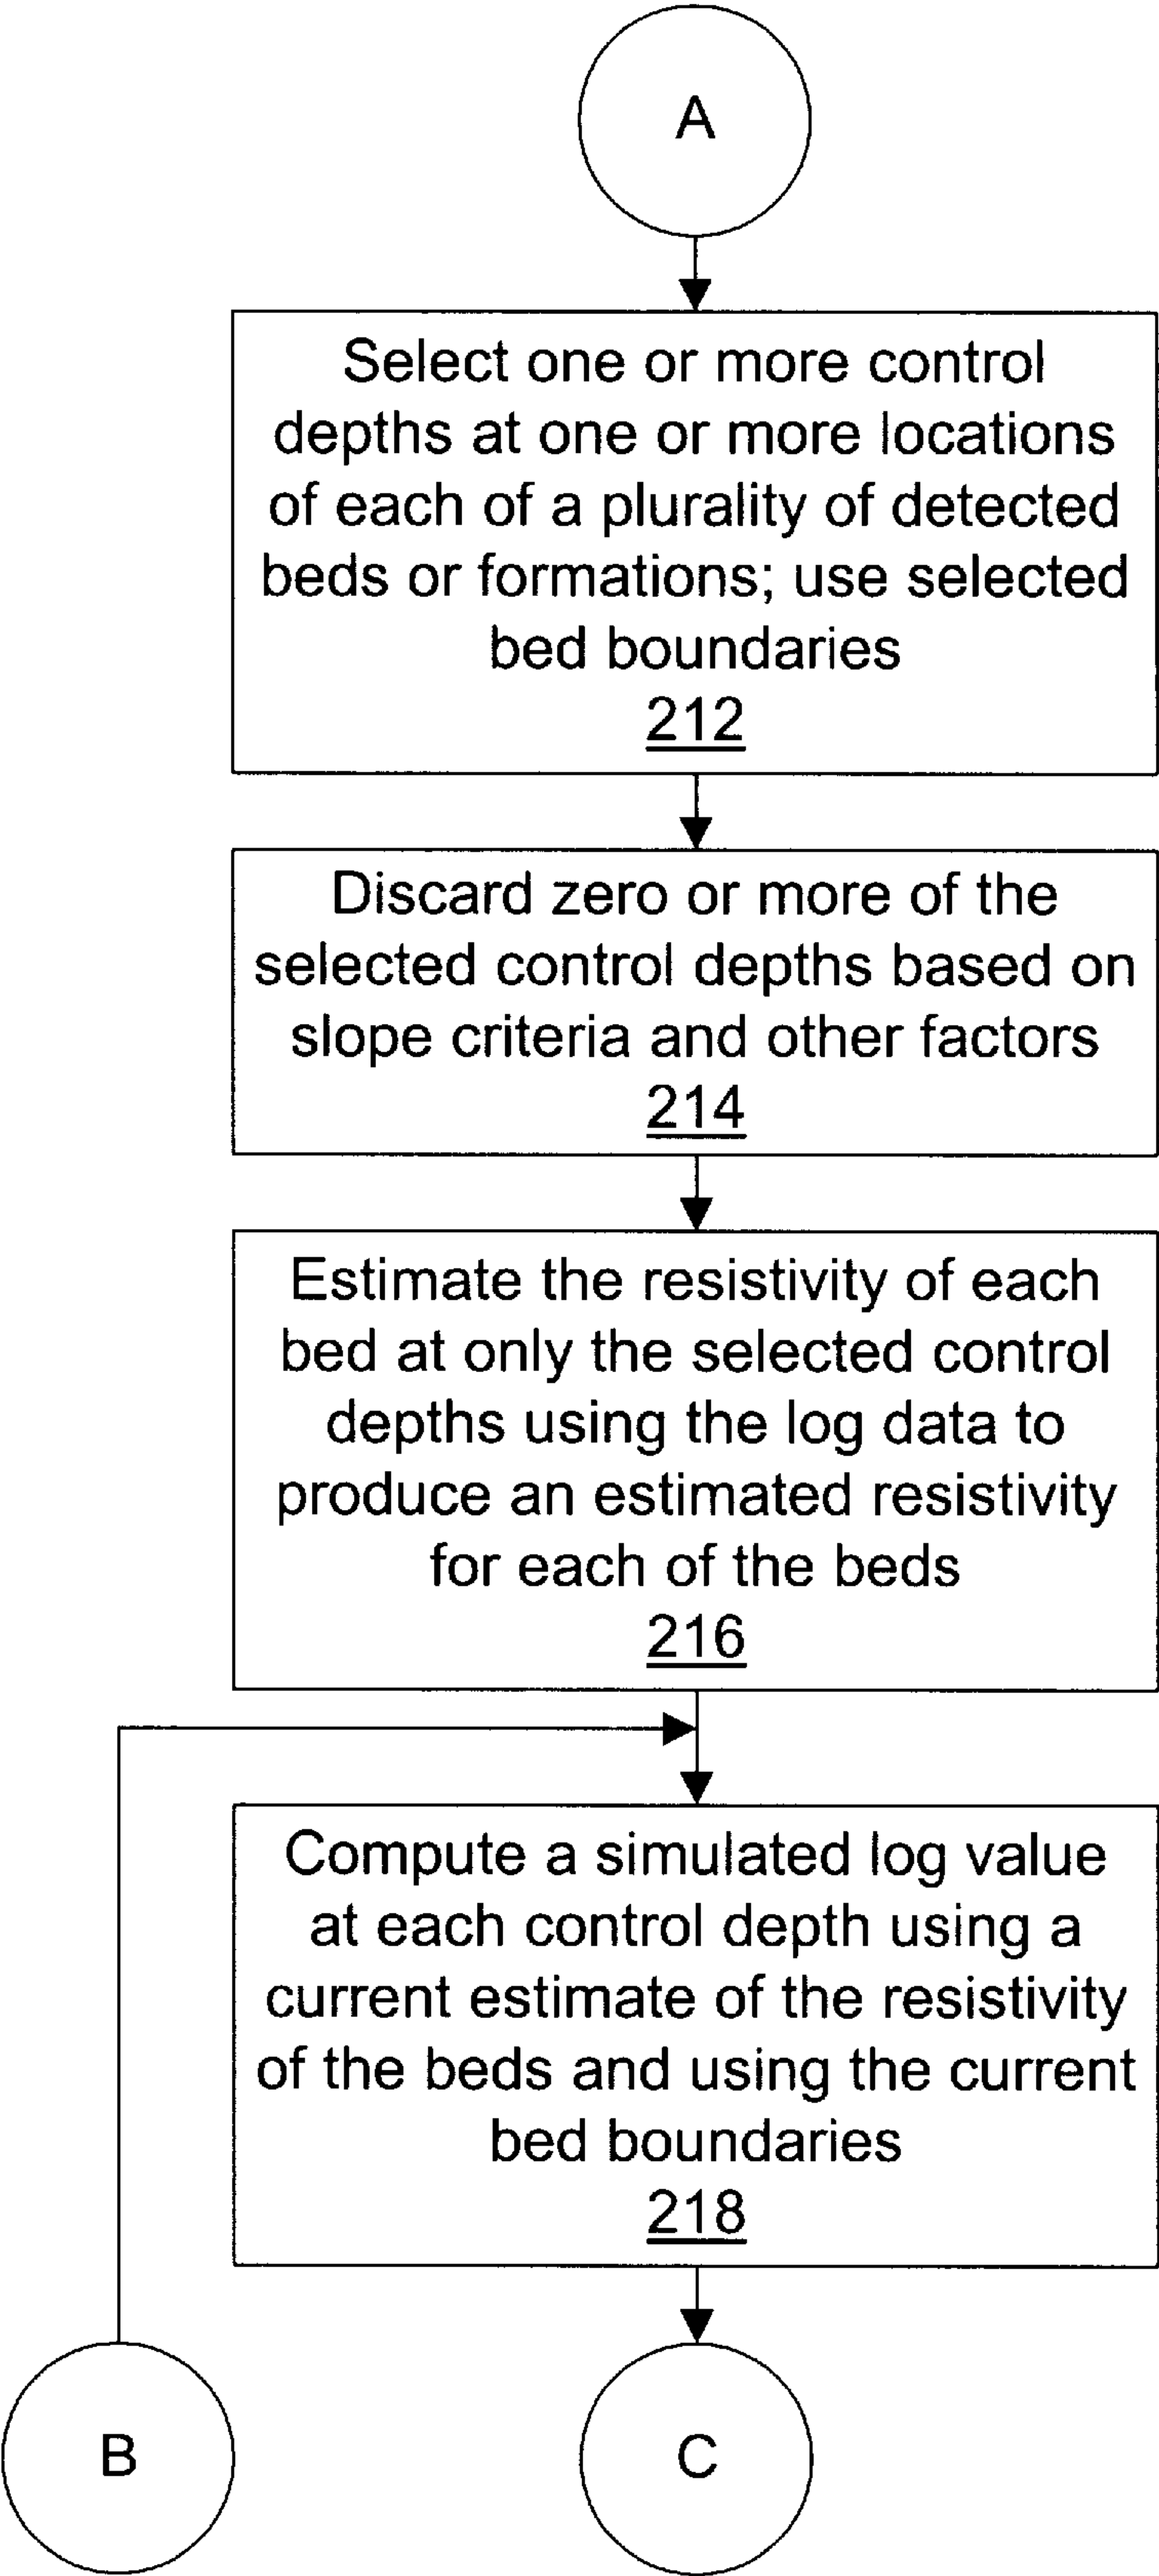 A
Select one or more control
depths at one or more locations
of each of a plurality of detected
beds or formations; use selected
bed boundaries
212
Discard zero or more of the
selected control depths based on
slope criteria and other factors
214
Estimate the resistivity of each
bed at only the selected control
depths using the log data to
produce an estimated resistivity
for each of the beds
216
Compute a simulated log value
at each control depth using a
current estimate of the resistivity
of the beds and using the current
bed boundaries
218
B
C